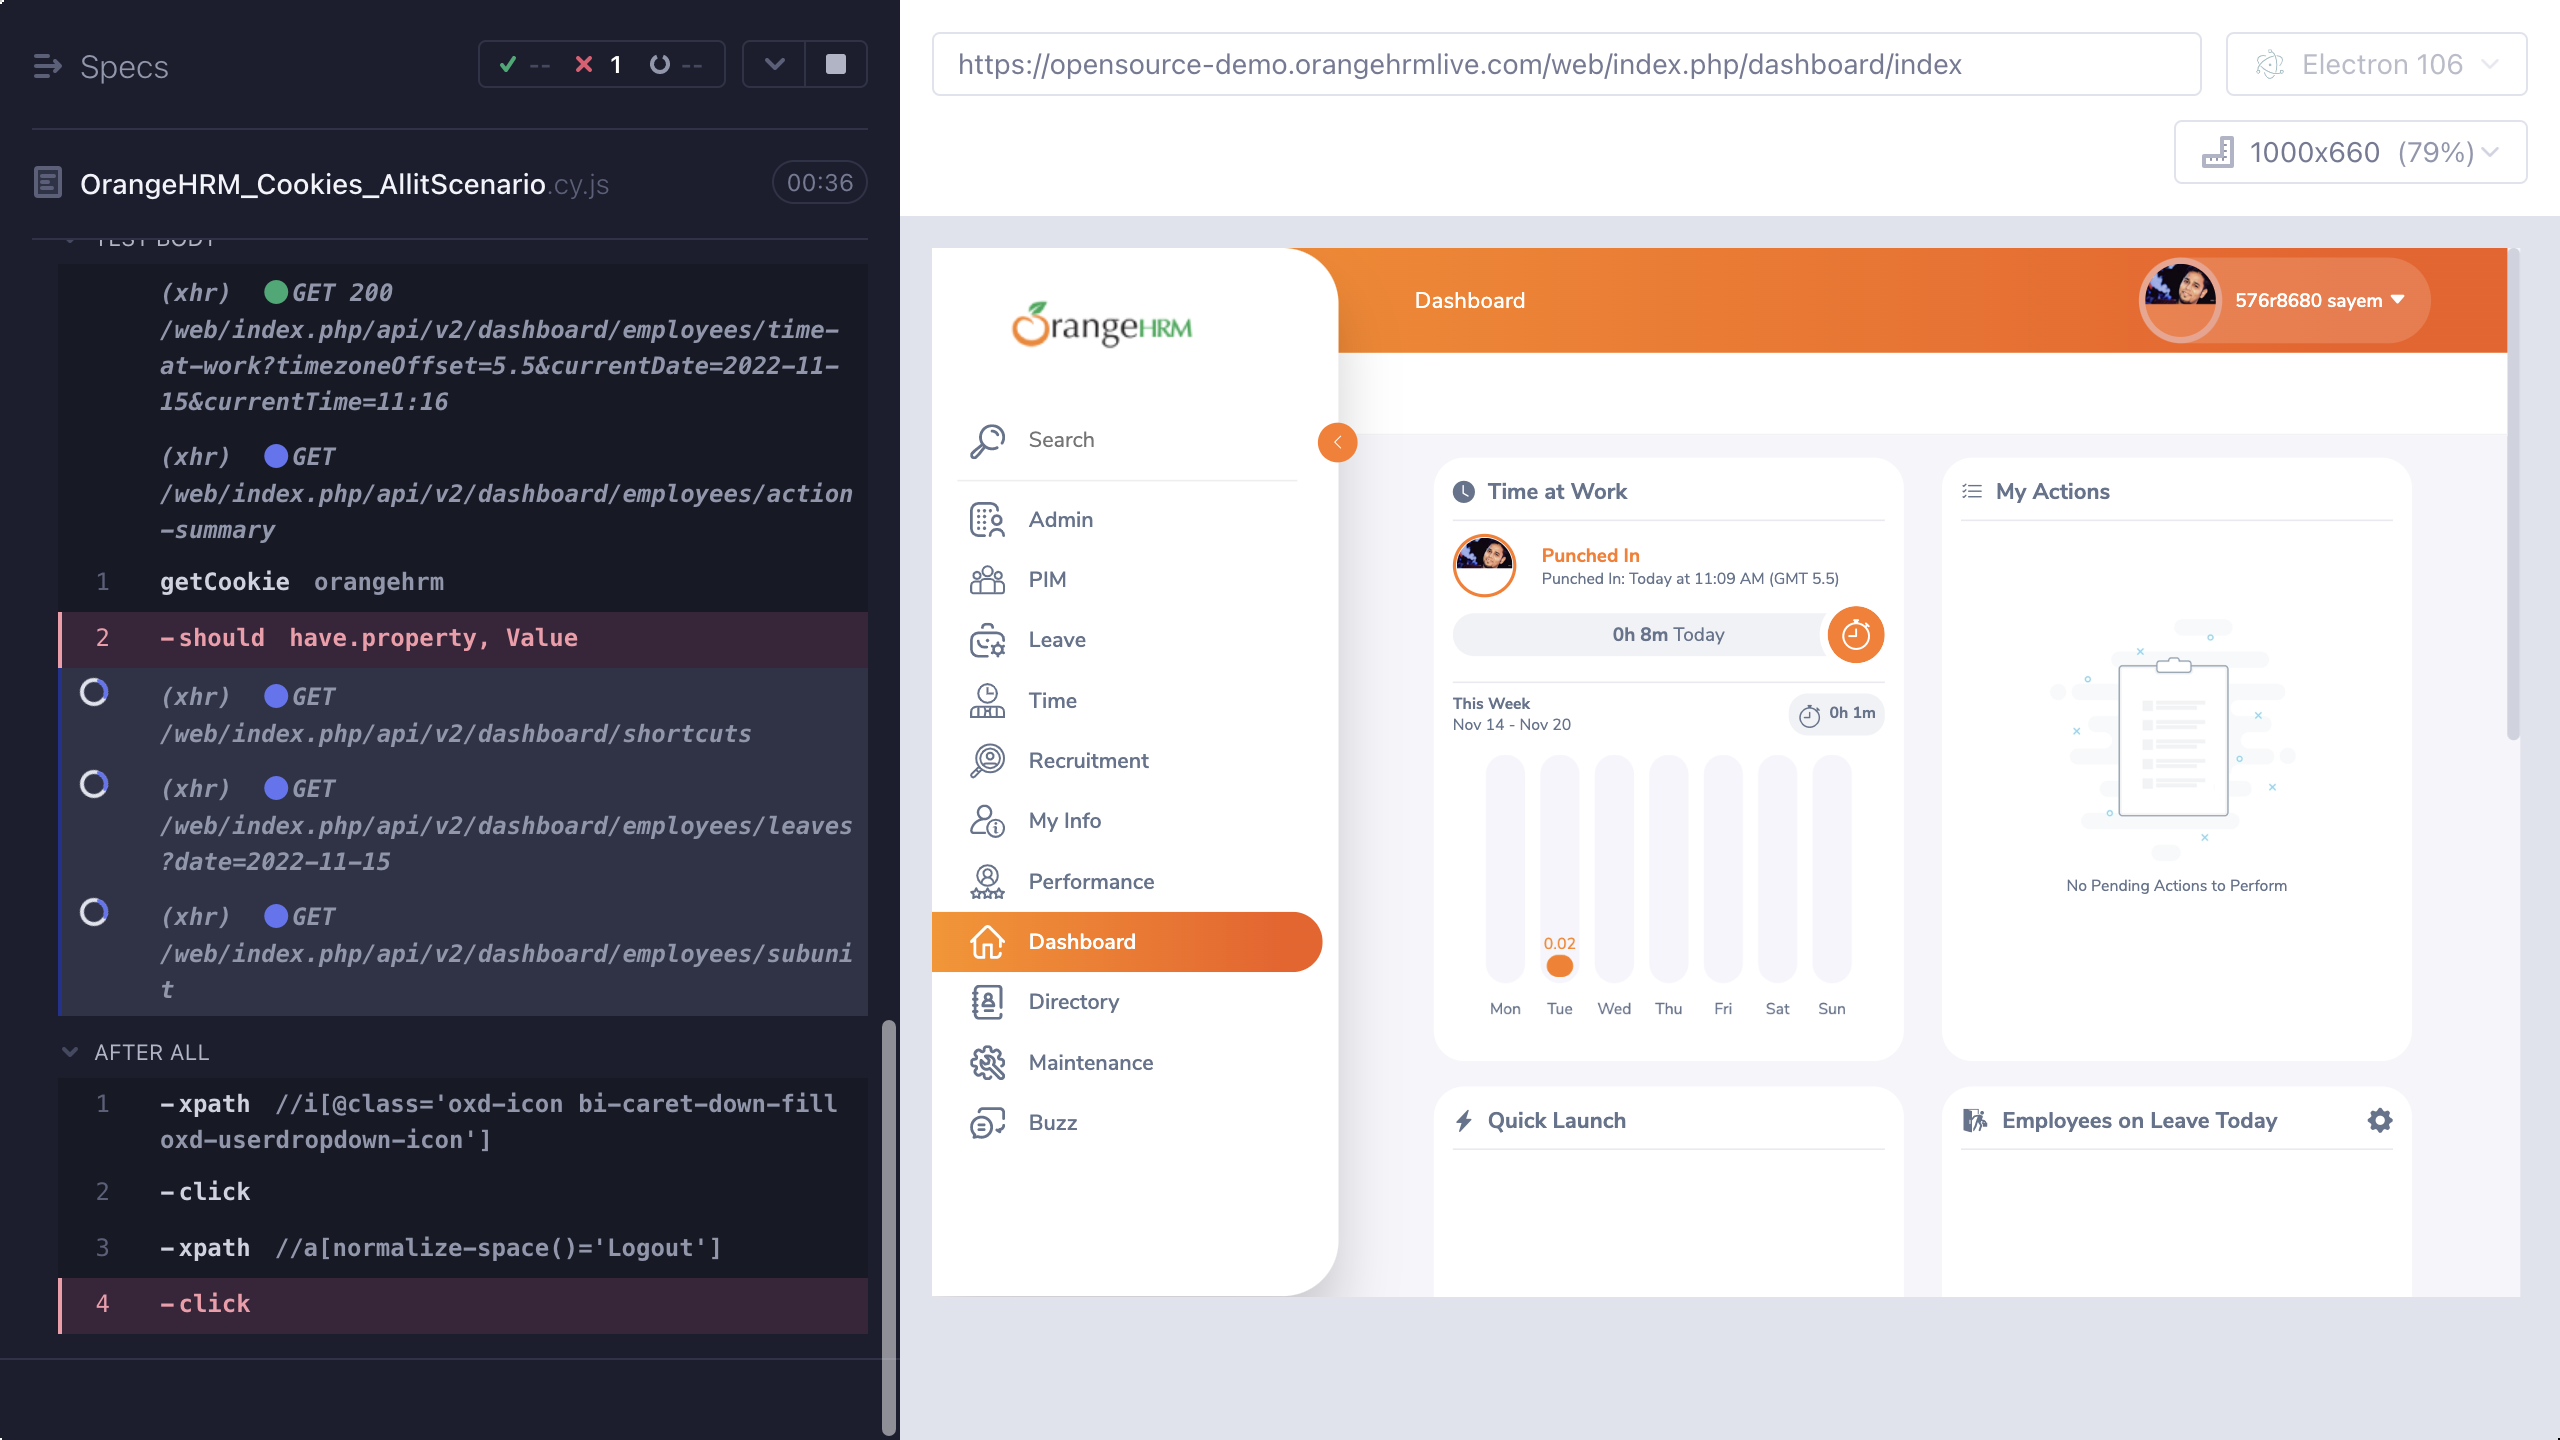 Specs
-- 1 --
OrangeHRM_Cookies_AllitScenario.cy.js 00:36
TEST BODY
(xhr) GET 200
/web/index.php/api/v2/dashboard/employees/time-
at-work?timezoneOffset=5.5&currentDate=2022-11-
15&currentTime=11:16
(xhr) GET
/web/index.php/api/v2/dashboard/employees/action
-summary
1 getCookie orangehrm
2 -should have.property, Value
(xhr) GET
/web/index.php/api/v2/dashboard/shortcuts
(xhr) GET
/web/index.php/api/v2/dashboard/employees/leaves
?date=2022-11-15
(xhr) GET
/web/index.php/api/v2/dashboard/employees/subuni
t
AFTER ALL
1 -xpath //i[@class='oxd-icon bi-caret-down-fill
oxd-userdropdown-icon']
2 -click
3 -xpath //a[normalize-space()='Logout']
4 -click
https://opensource-demo.orangehrmlive.com/web/index.php/dashboard/index
Electron 106
1000x660 (79%)
OrangeHRM
Search
Admin
PIM
Leave
Time
Recruitment
My Info
Performance
Dashboard
Directory
Maintenance
Buzz
Dashboard
576r8680 sayem
Time at Work
Punched In
Punched In: Today at 11:09 AM (GMT 5.5)
0h 8m Today
This Week
Nov 14 - Nov 20
0h 1m
0.02
Mon Tue Wed Thu Fri Sat Sun
My Actions
No Pending Actions to Perform
Quick Launch
Employees on Leave Today